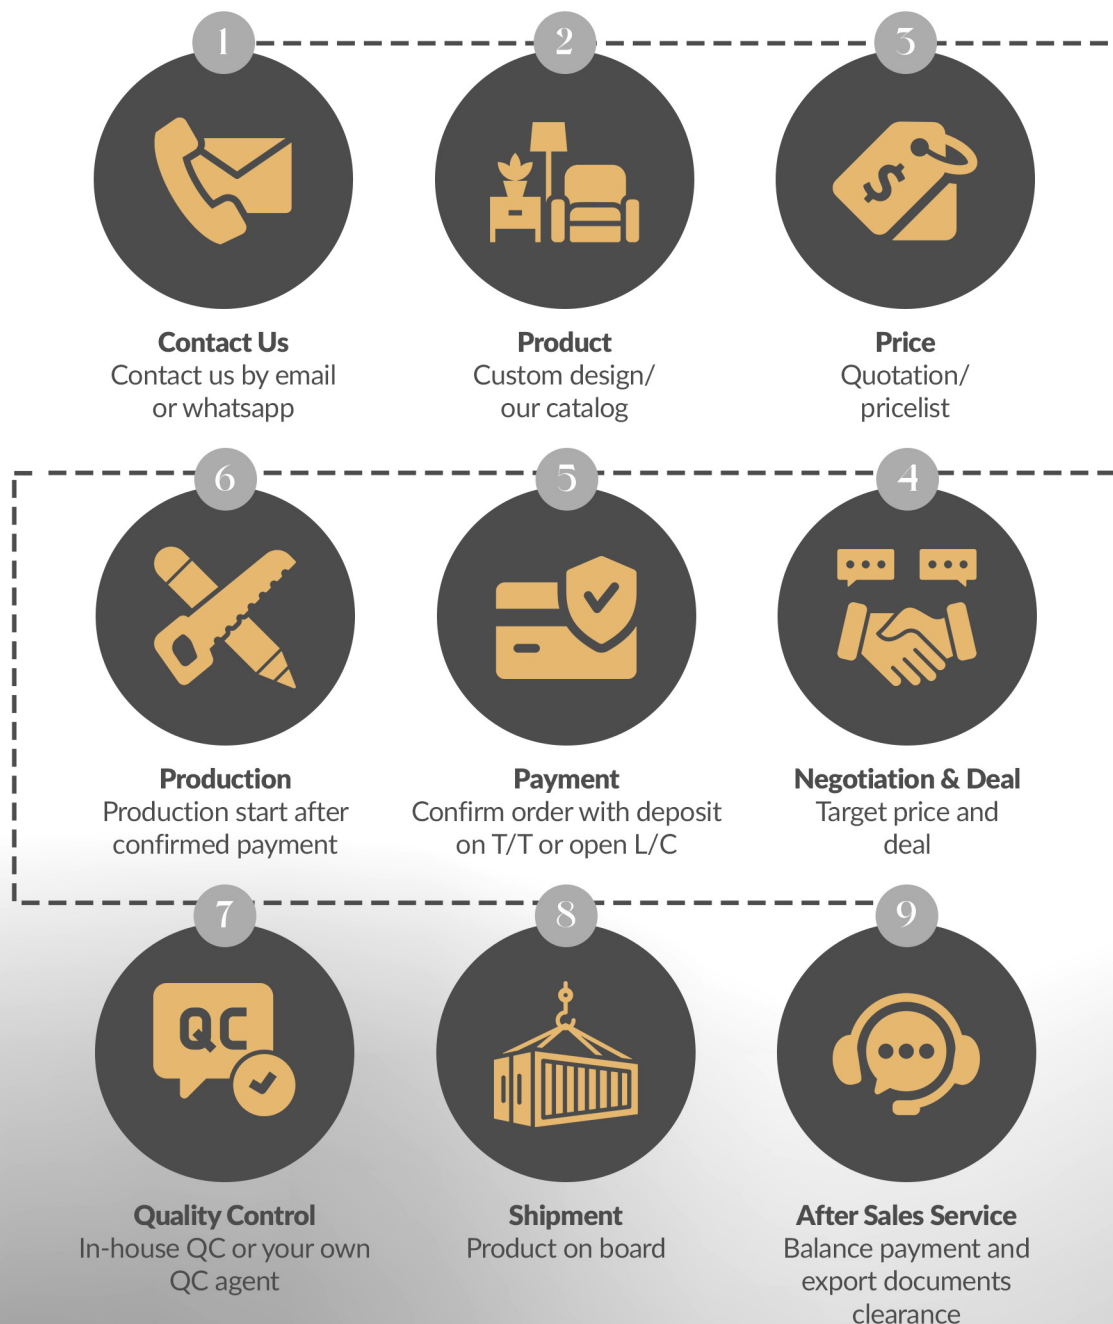 1
2
3
$
Contact Us
Contact us by email
or whatsapp
Product
Custom design/
our catalog
Price
Quotation/
pricelist
6
5
4
Production
Production start after
confirmed payment
Payment
Confirm order with deposit
on T/T or open L/C
Negotiation & Deal
Target price and
deal
7
8
9
QC
Quality Control
In-house QC or your own
QC agent
Shipment
Product on board
After Sales Service
Balance payment and
export documents
clearance